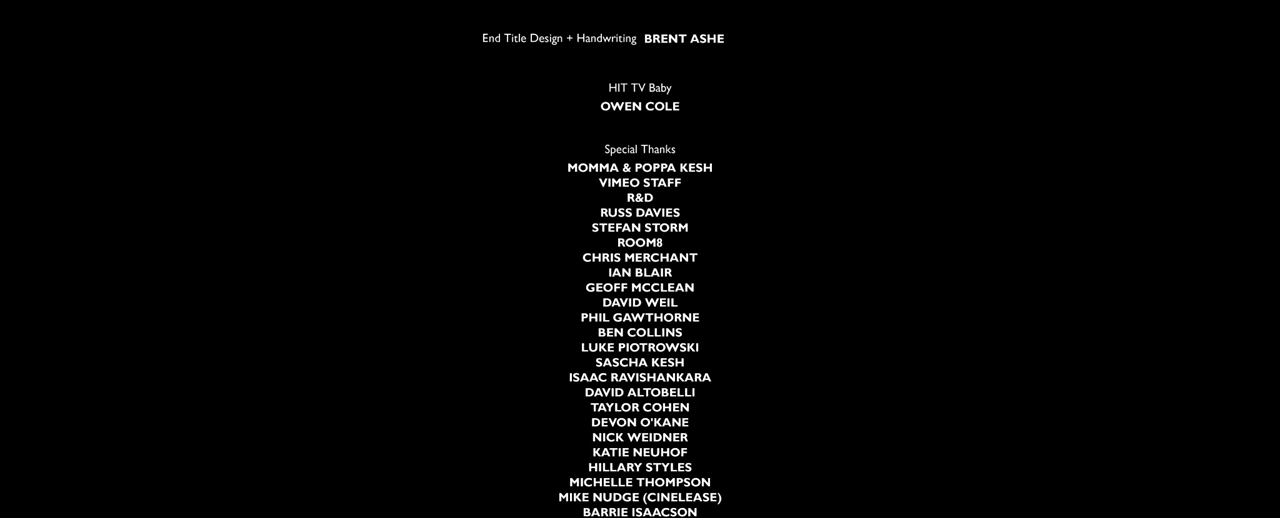 End Title Design + Handwriting BRENT ASHE
HIT TV Baby
OWEN COLE
Special Thanks
MOMMA & POPPA KESH
VIMEO STAFF
R&D
RUSS DAVIES
STEFAN STORM
ROOM8
CHRIS MERCHANT
IAN BLAIR
GEOFF MCCLEAN
DAVID WEIL
PHIL GAWTHORNE
BEN COLLINS
LUKE PIOTROWSKI
SASCHA KESH
ISAAC RAVISHANKARA
DAVID ALTOBELLI
TAYLOR COHEN
DEVON O'KANE
NICK WEIDNER
KATIE NEUHOF
HILLARY STYLES
MICHELLE THOMPSON
MIKE NUDGE (CINELEASE)
BARRIE ISAACSON